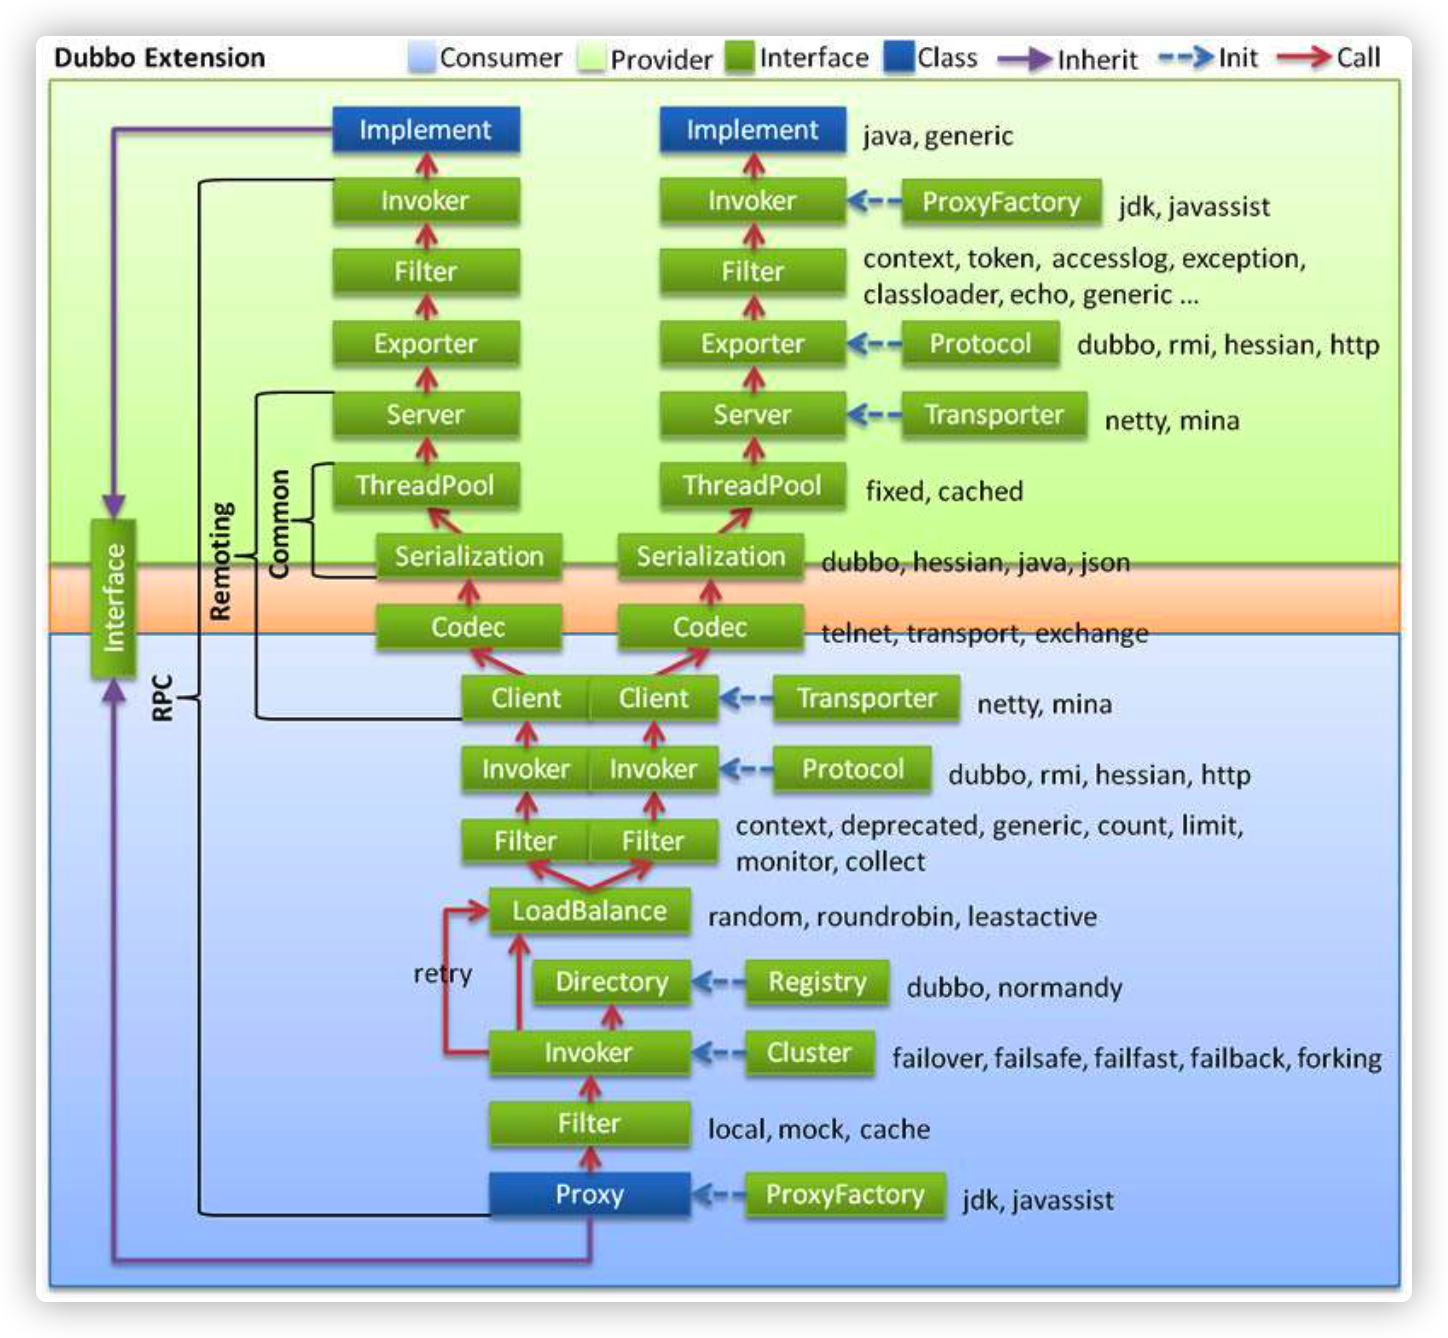 Dubbo Extension Consumer Provider Interface Class Inherit Init Call
Implement Implement java, generic
Invoker Invoker ProxyFactory jdk, javassist
Filter Filter context, token, accesslog, exception,
classloader, echo, generic ...
Exporter Exporter Protocol dubbo, rmi, hessian, http
Server Server Transporter netty, mina
ThreadPool ThreadPool fixed, cached
Common
Remoting
Serialization Serialization dubbo, hessian, java, json
Interface
Codec Codec telnet, transport, exchange
RPC
Client Client Transporter netty, mina
Invoker Invoker Protocol dubbo, rmi, hessian, http
Filter Filter context, deprecated, generic, count, limit,
monitor, collect
LoadBalance random, roundrobin, leastactive
retry
Directory Registry dubbo, normandy
Invoker Cluster failover, failsafe, failfast, failback, forking
Filter local, mock, cache
Proxy ProxyFactory jdk, javassist